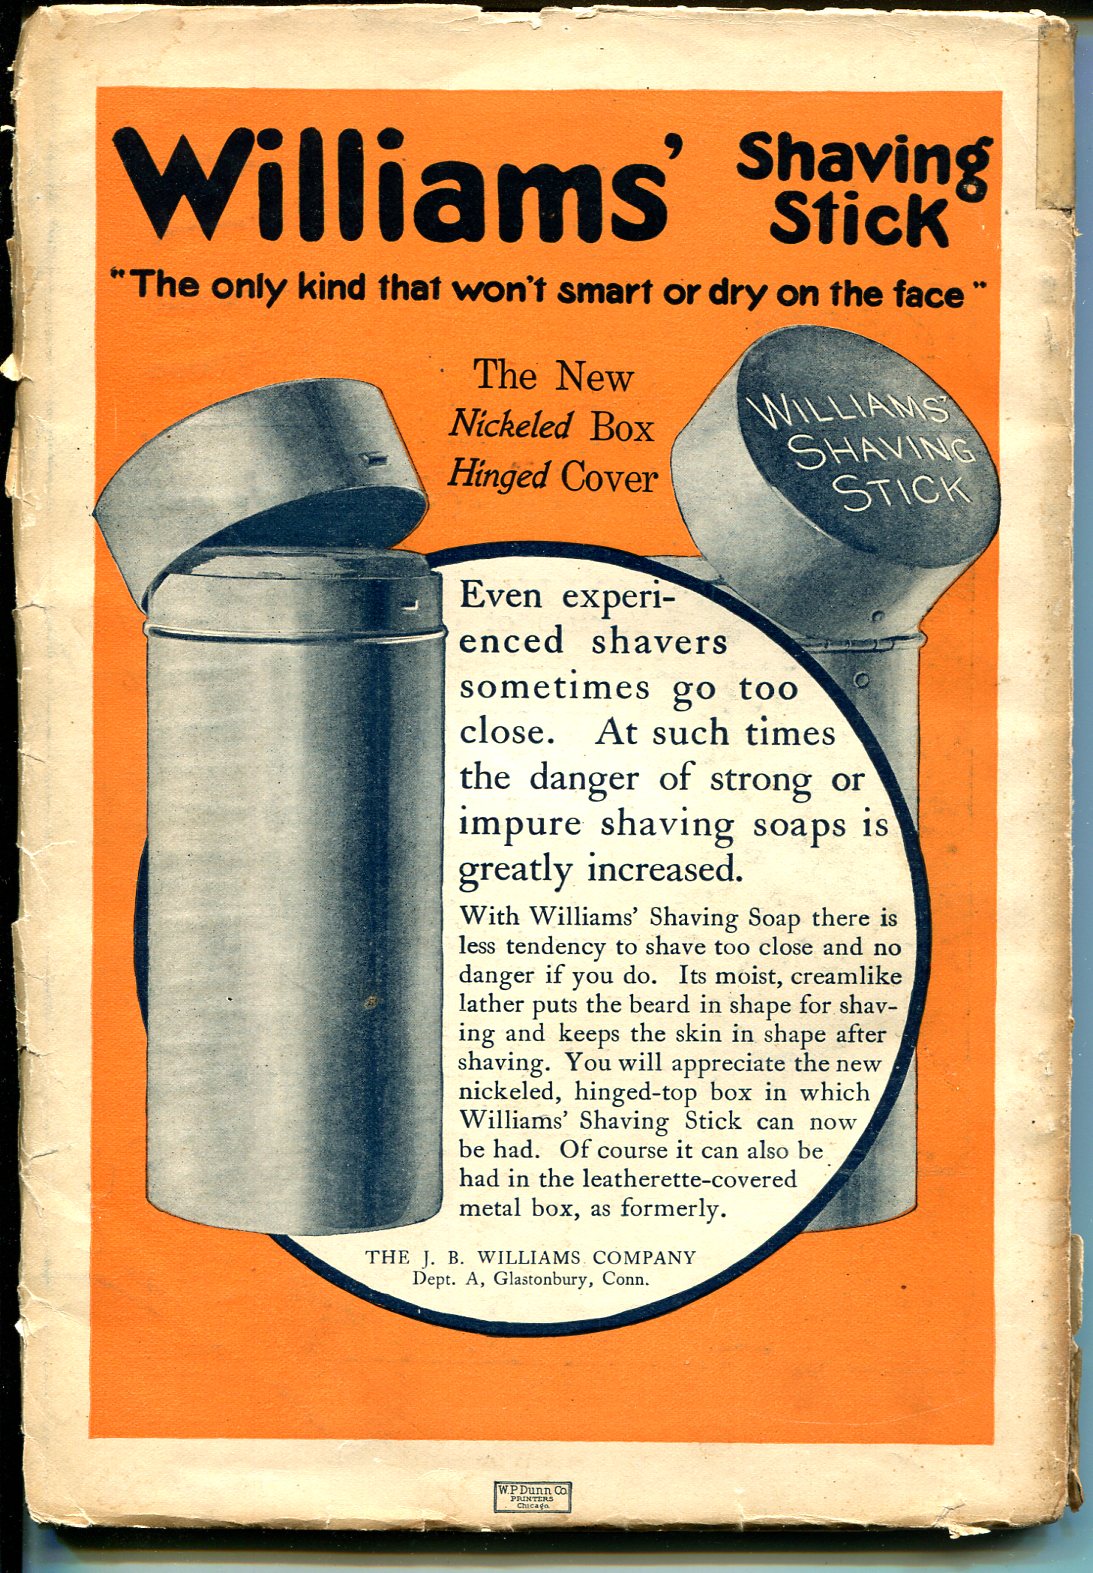 Williams' Shaving Stick
"The only kind that won't smart or dry on the face"
The New
Nickeled Box
Hinged Cover
WILLIAMS'
SHAVING
STICK
Even experi-
enced shavers
sometimes go too
close. At such times
the danger of strong or
impure shaving soaps is
greatly increased.
With Williams' Shaving Soap there is
less tendency to shave too close and no
danger if you do. Its moist, creamlike
lather puts the beard in shape for shav-
ing and keeps the skin in shape after
shaving. You will appreciate the new
nickeled, hinged-top box in which
Williams' Shaving Stick can now
be had. Of course it can also be
had in the leatherette-covered
metal box, as formerly.
THE J. B. WILLIAMS COMPANY
Dept. A, Glastonbury, Conn.
W.P. Dunn Co.
PRINTERS
Chicago.